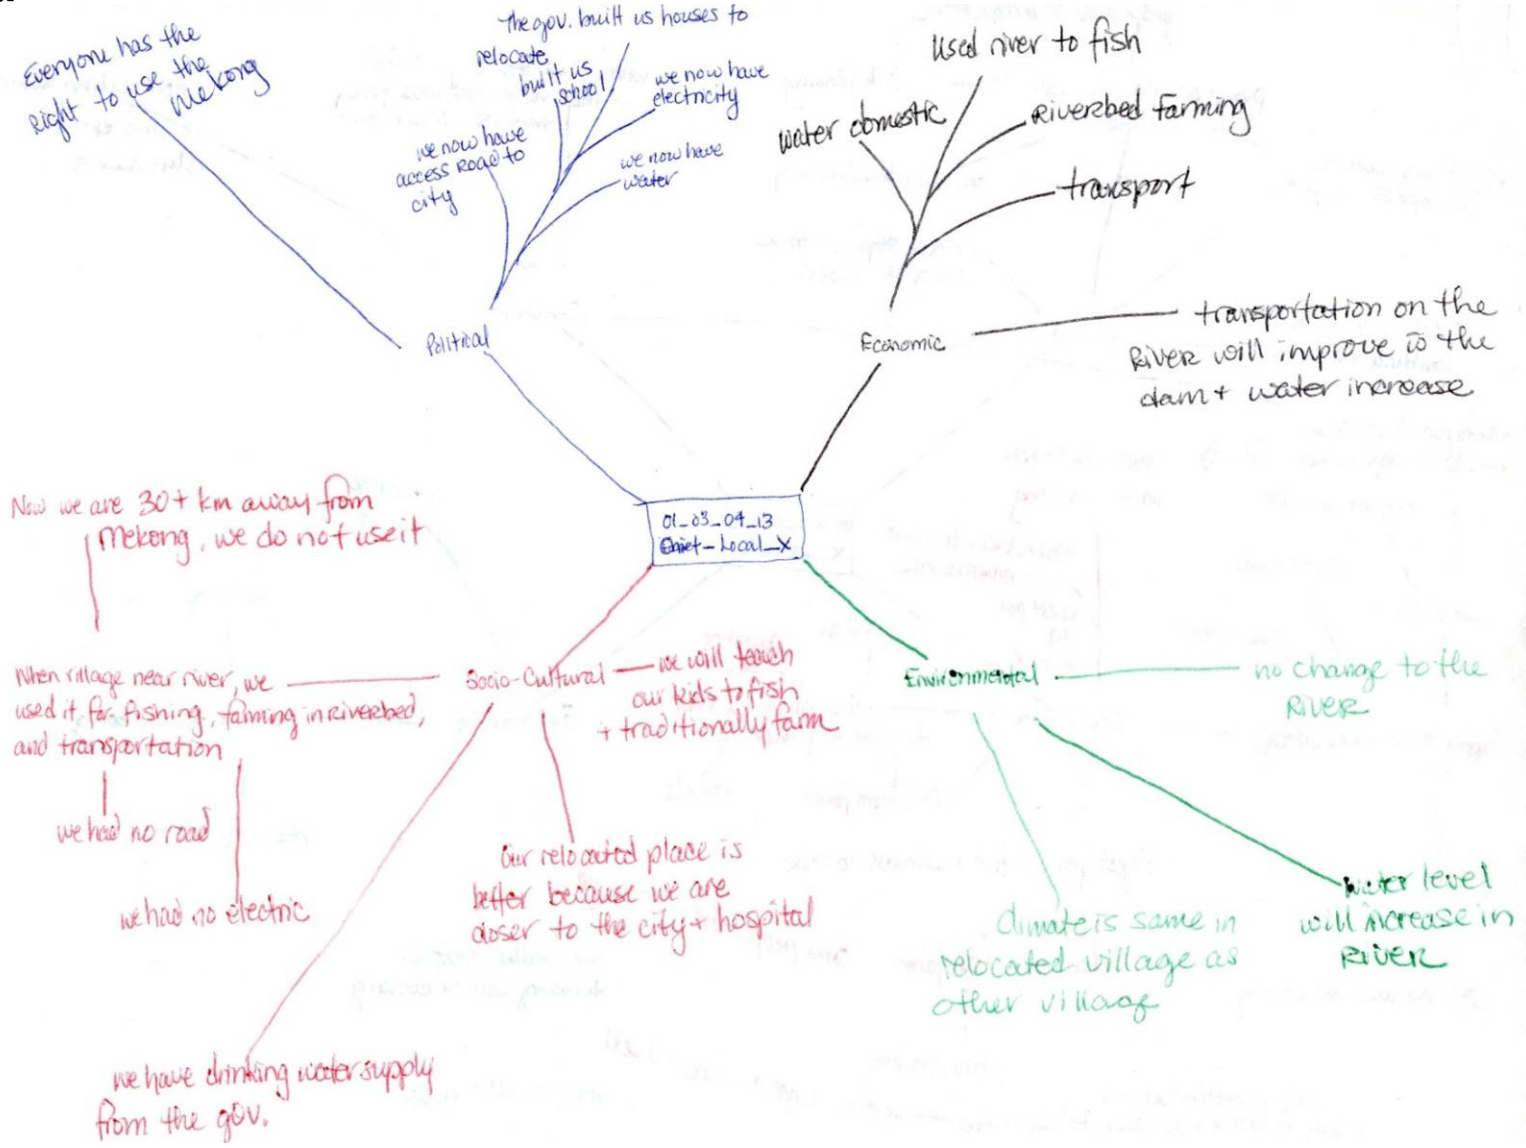 Everyone has the
Right to use the
Mekong
The gov. built us houses to
relocate
built us
school
we now have
electricity
we now have
access road to
city
we now have
water
Political
used river to fish
water domestic
Riverbed farming
transport
Economic
transportation on the
River will improve w the
dam + water increase
01_03_04_13
Chief_Local_X
Now we are 30+ km away from
Mekong, we do not use it
When village near river, we
used it for fishing, farming in riverbed,
and transportation
we had no road
we had no electric
Socio-Cultural
we will teach
our kids to fish
+ traditionally farm
Our relocated place is
better because we are
closer to the city + hospital
we have drinking water supply
from the gov.
Environmental
no change to the
River
Climate is same in
relocated village as
other village
Water level
will increase in
River